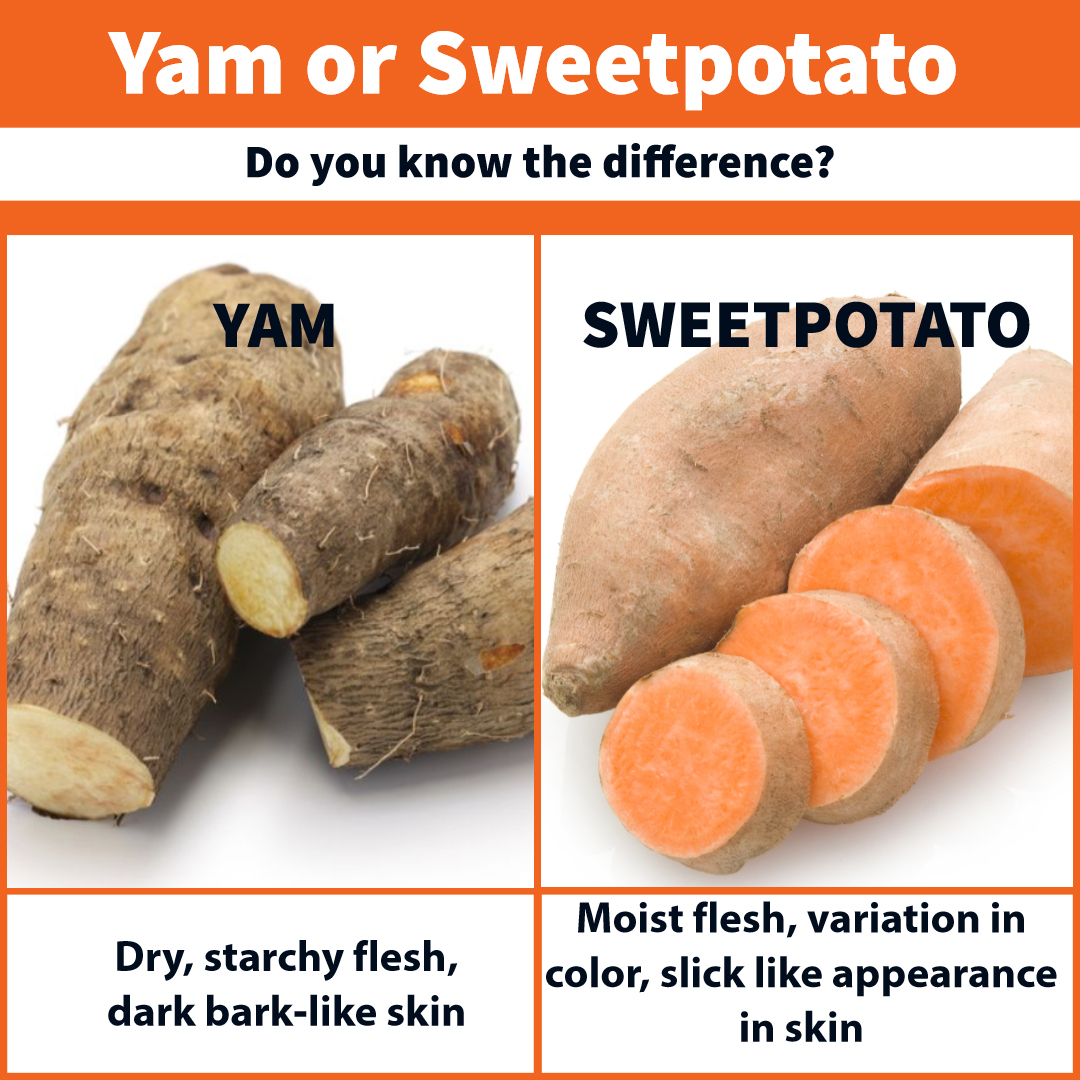 Yam or Sweetpotato
Do you know the difference?
YAM
SWEETPOTATO
Dry, starchy flesh,
dark bark-like skin
Moist flesh, variation in
color, slick like appearance
in skin